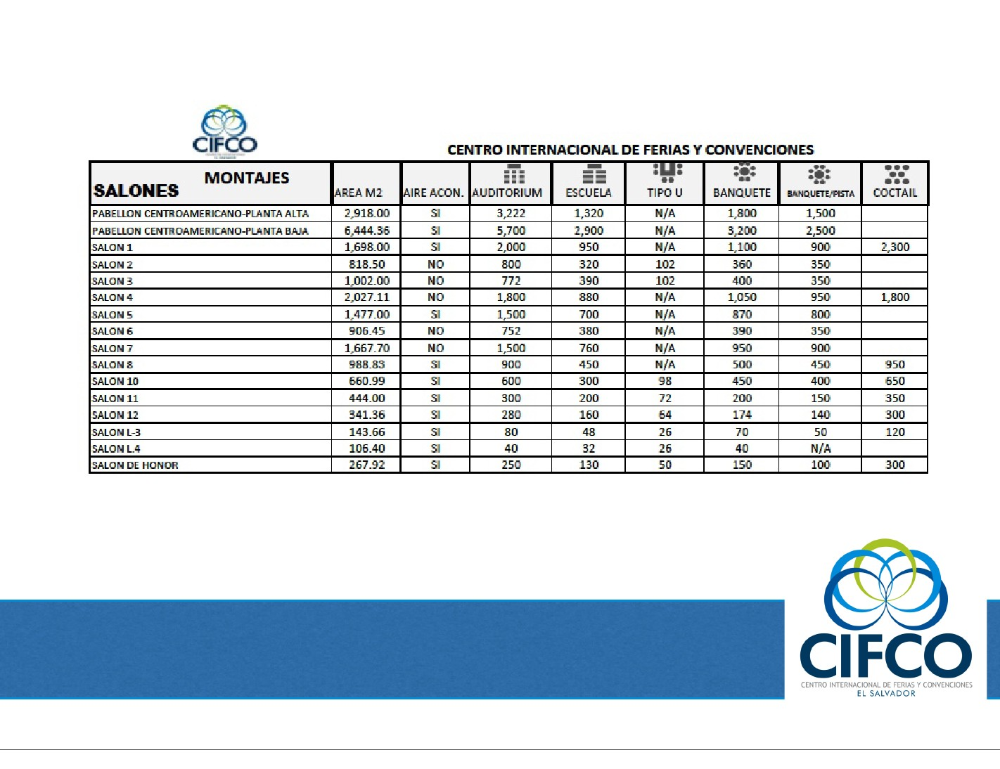 CIFCO
EL SALVADOR
CENTRO INTERNACIONAL DE FERIAS Y CONVENCIONES
MONTAJES
SALONES AREA M2 AIRE ACON. AUDITORIUM ESCUELA TIPO U BANQUETE BANQUETE/PISTA COCTAIL
PABELLON CENTROAMERICANO-PLANTA ALTA 2,918.00 SI 3,222 1,320 N/A 1,800 1,500
PABELLON CENTROAMERICANO-PLANTA BAJA 6,444.36 SI 5,700 2,900 N/A 3,200 2,500
SALON 1 1,698.00 SI 2,000 950 N/A 1,100 900 2,300
SALON 2 818.50 NO 800 320 102 360 350
SALON 3 1,002.00 NO 772 390 102 400 350
SALON 4 2,027.11 NO 1,800 880 N/A 1,050 950 1,800
SALON 5 1,477.00 SI 1,500 700 N/A 870 800
SALON 6 906.45 NO 752 380 N/A 390 350
SALON 7 1,667.70 NO 1,500 760 N/A 950 900
SALON 8 988.83 SI 900 450 N/A 500 450 950
SALON 10 660.99 SI 600 300 98 450 400 650
SALON 11 444.00 SI 300 200 72 200 150 350
SALON 12 341.36 SI 280 160 64 174 140 300
SALON L-3 143.66 SI 80 48 26 70 50 120
SALON L.4 106.40 SI 40 32 26 40 N/A
SALON DE HONOR 267.92 SI 250 130 50 150 100 300
CIFCO
CENTRO INTERNACIONAL DE FERIAS Y CONVENCIONES
EL SALVADOR